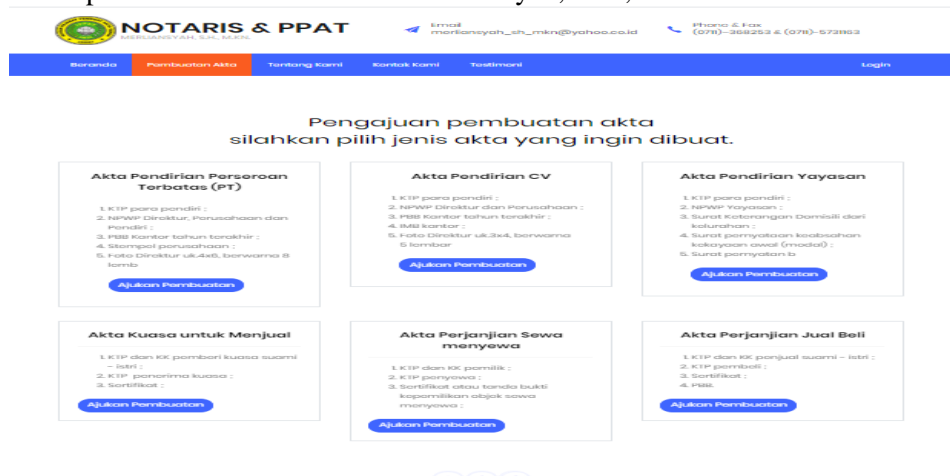 NOTARIS & PPAT
MERLIANSYAH, S.H., M.KN.
Email
merliansyah_sh_mkn@yahoo.co.id
Phone & Fax
(0711)-368253 & (0711)-5731163
Beranda
Pembuatan Akta
Tentang Kami
Kontak Kami
Testimoni
Login
Pengajuan pembuatan akta
silahkan pilih jenis akta yang ingin dibuat.
Akta Pendirian Perseroan
Terbatas (PT)
1. KTP para pendiri ;
2. NPWP Direktur, Perusahaan dan
Pendiri ;
3. PBB Kantor tahun terakhir ;
4. Stempel perusahaan ;
5. Foto Direktur uk.4x6, berwarna 8
lemb
Ajukan Pembuatan
Akta Pendirian CV
1. KTP para pendiri ;
2. NPWP Direktur dan Perusahaan ;
3. PBB Kantor tahun terakhir ;
4. IMB kantor ;
5. Foto Direktur uk.3x4, berwarna
5 lembar
Ajukan Pembuatan
Akta Pendirian Yayasan
1. KTP para pendiri ;
2. NPWP Yayasan ;
3. Surat Keterangan Domisili dari
kelurahan ;
4. Surat pernyataan keabsahan
kekayaan awal (modal) ;
5. Surat pernyatan b
Ajukan Pembuatan
Akta Kuasa untuk Menjual
1. KTP dan KK pemberi kuasa suami
– istri ;
2. KTP penerima kuasa ;
3. Sertifikat ;
Ajukan Pembuatan
Akta Perjanjian Sewa
menyewa
1. KTP dan KK pemilik ;
2. KTP penyewa ;
3. Sertifikat atau tanda bukti
kepemilikan objek sewa
menyewa ;
Ajukan Pembuatan
Akta Perjanjian Jual Beli
1. KTP dan KK penjual suami – istri ;
2. KTP pembeli ;
3. Sertifikat ;
4. PBB.
Ajukan Pembuatan